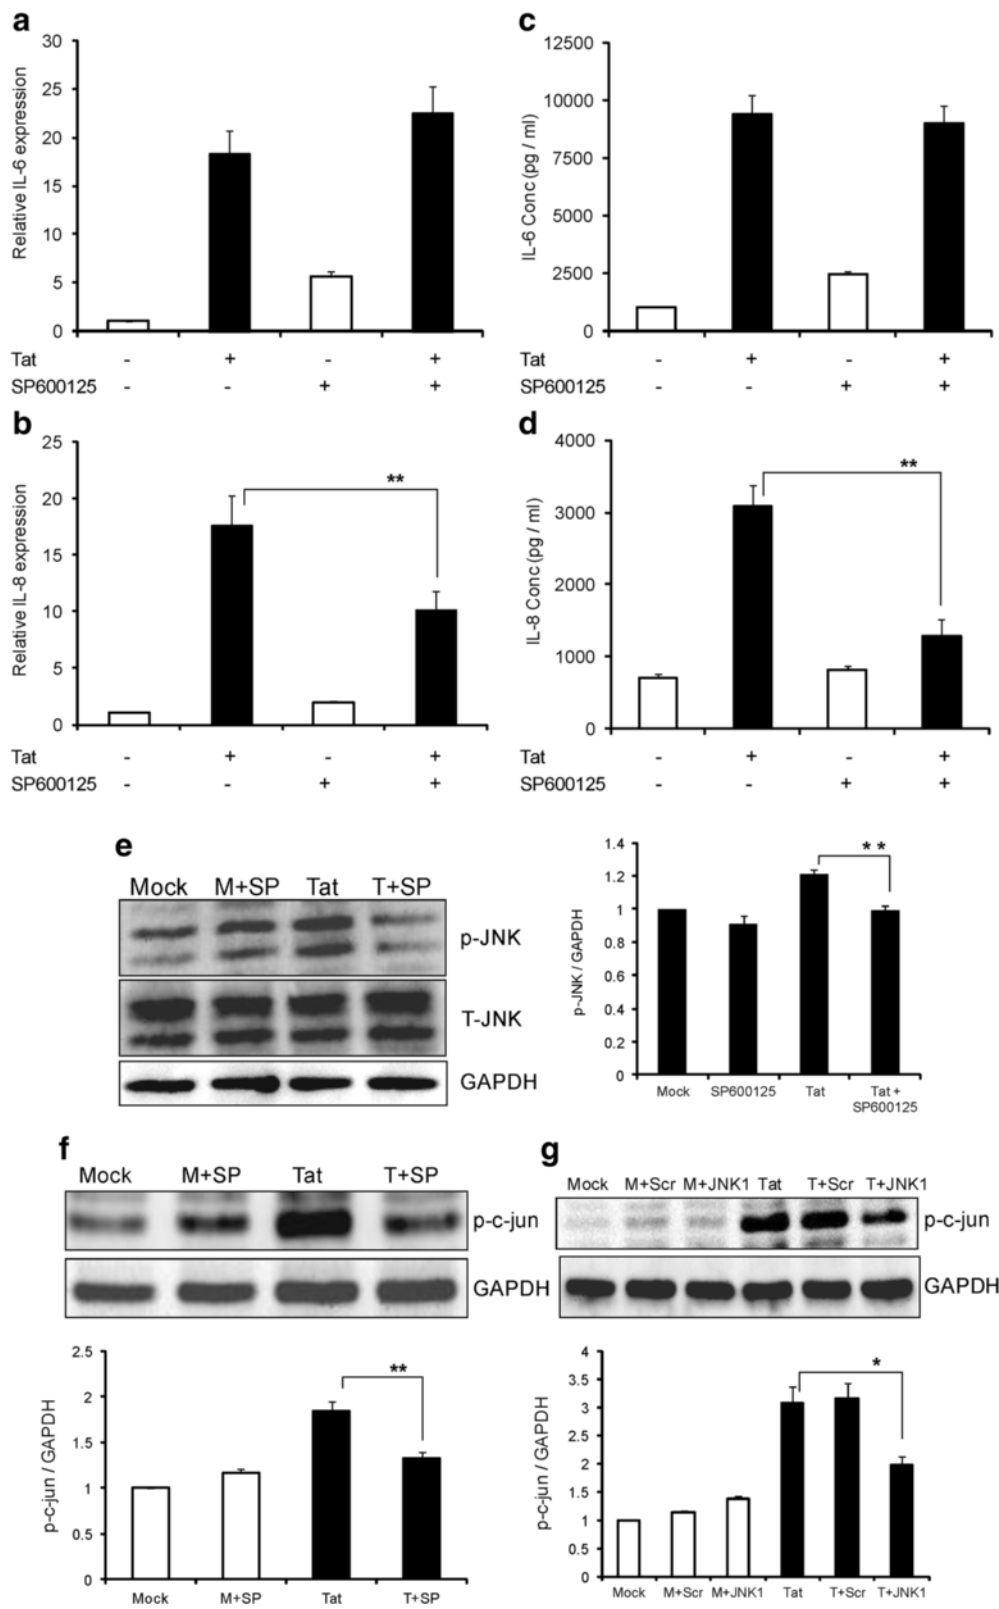 a
Relative IL-6 expression
30
25
20
15
10
5
0
Tat - + - +
SP600125 - - + +
c
IL-6 Conc (pg / ml)
12500
10000
7500
5000
2500
0
Tat - + - +
SP600125 - - + +
b
Relative IL-8 expression
25
20
15
10
5
0
**
Tat - + - +
SP600125 - - + +
d
IL-8 Conc (pg / ml)
4000
3000
2000
1000
0
**
Tat - + - +
SP600125 - - + +
e
Mock M+SP Tat T+SP
p-JNK
T-JNK
GAPDH
p-JNK / GAPDH
1.4
1.2
1
0.8
0.6
0.4
0.2
0
* *
Mock SP600125 Tat Tat +
SP600125
f
Mock M+SP Tat T+SP
p-c-jun
GAPDH
p-c-jun / GAPDH
2.5
2
1.5
1
0.5
0
**
Mock M+SP Tat T+SP
g
Mock M+Scr M+JNK1 Tat T+Scr T+JNK1
p-c-jun
GAPDH
p-c-jun / GAPDH
4
3.5
3
2.5
2
1.5
1
0.5
0
*
Mock M+Scr M+JNK1 Tat T+Scr T+JNK1